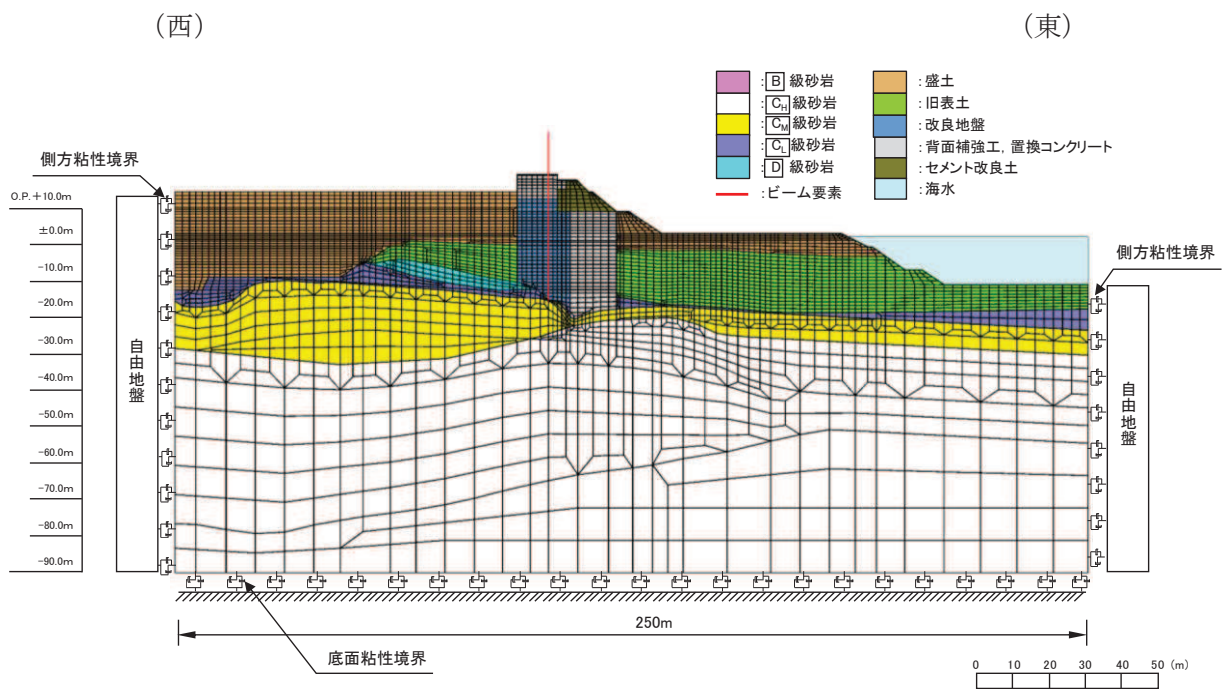 (西)
(東)
:B 級砂岩
:CH 級砂岩
:CM 級砂岩
:CL 級砂岩
:D 級砂岩
:ビーム要素
:盛土
:旧表土
:改良地盤
:背面補強工，置換コンクリート
:セメント改良土
:海水
側方粘性境界
側方粘性境界
O.P.+10.0m
±0.0m
-10.0m
-20.0m
-30.0m
-40.0m
-50.0m
-60.0m
-70.0m
-80.0m
-90.0m
自由地盤
自由地盤
250m
底面粘性境界
0 10 20 30 40 50 (m)